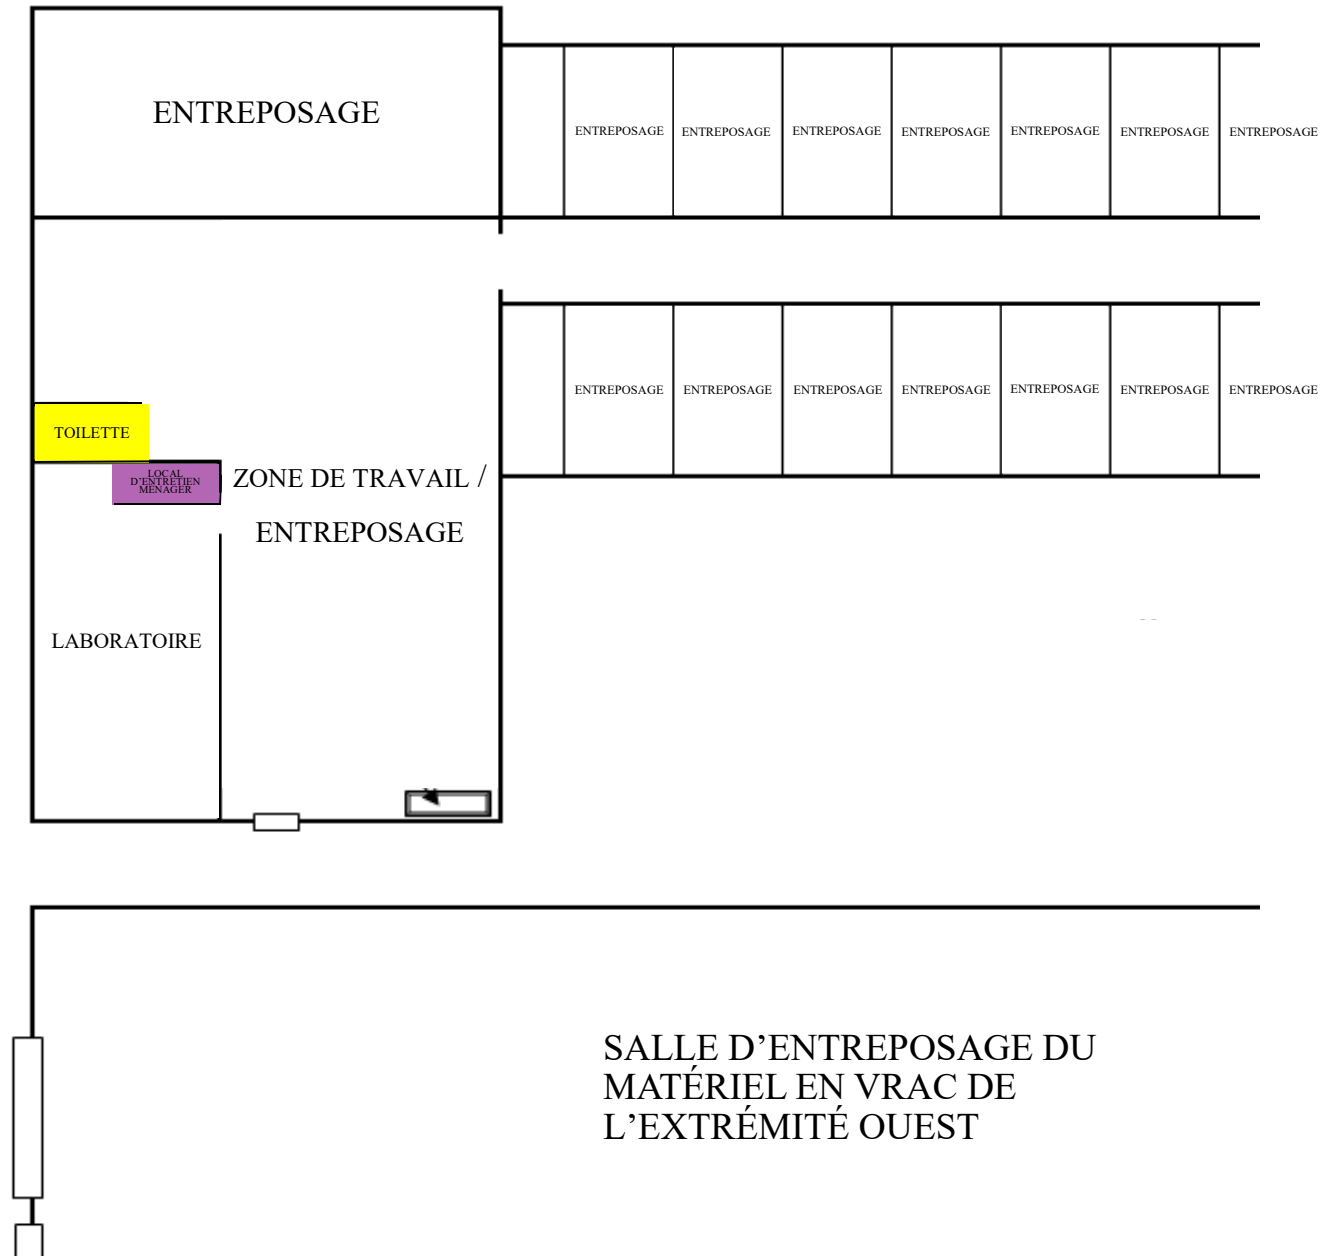 ENTREPOSAGE
ENTREPOSAGE ENTREPOSAGE ENTREPOSAGE ENTREPOSAGE ENTREPOSAGE ENTREPOSAGE ENTREPOSAGE
ENTREPOSAGE ENTREPOSAGE ENTREPOSAGE ENTREPOSAGE ENTREPOSAGE ENTREPOSAGE ENTREPOSAGE
TOILETTE
LOCAL
D’ENTRETIEN
MENAGER
ZONE DE TRAVAIL /
ENTREPOSAGE
LABORATOIRE
SALLE D’ENTREPOSAGE DU
MATÉRIEL EN VRAC DE
L’EXTRÉMITÉ OUEST